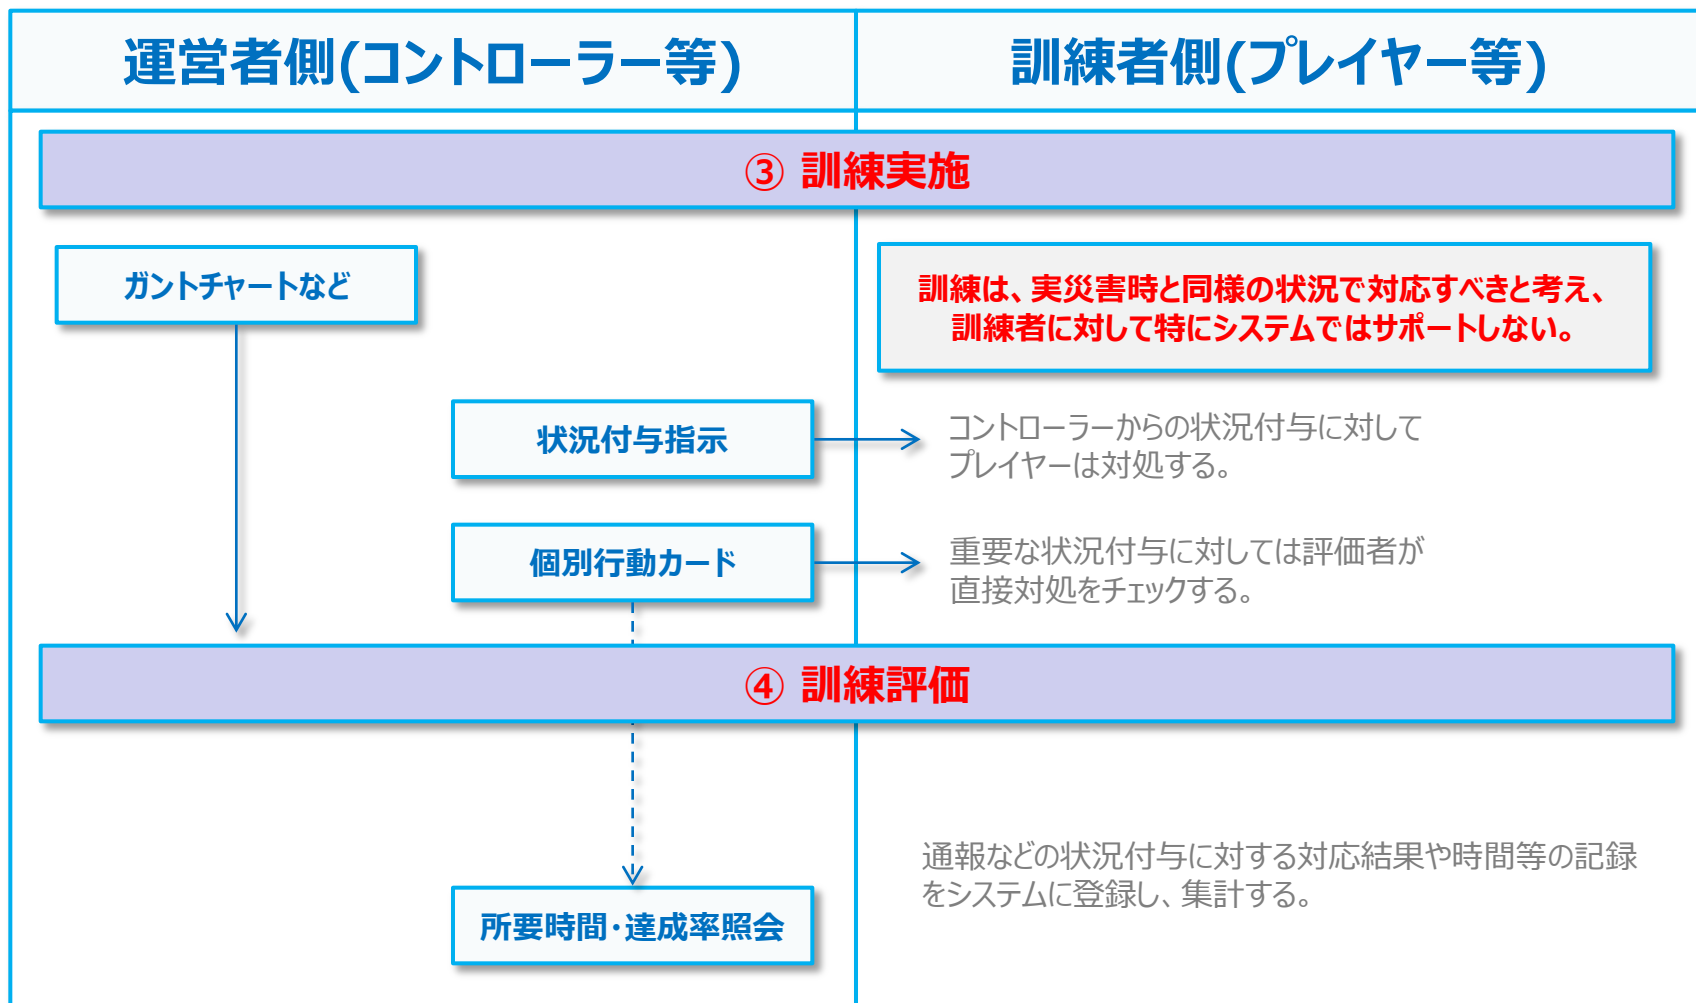 運営者側(コントローラー等)
訓練者側(プレイヤー等)
③ 訓練実施
ガントチャートなど
訓練は、実災害時と同様の状況で対応すべきと考え、
訓練者に対して特にシステムではサポートしない。
状況付与指示
コントローラーからの状況付与に対して
プレイヤーは対処する。
個別行動カード
重要な状況付与に対しては評価者が
直接対処をチェックする。
④ 訓練評価
通報などの状況付与に対する対応結果や時間等の記録
をシステムに登録し、集計する。
所要時間・達成率照会